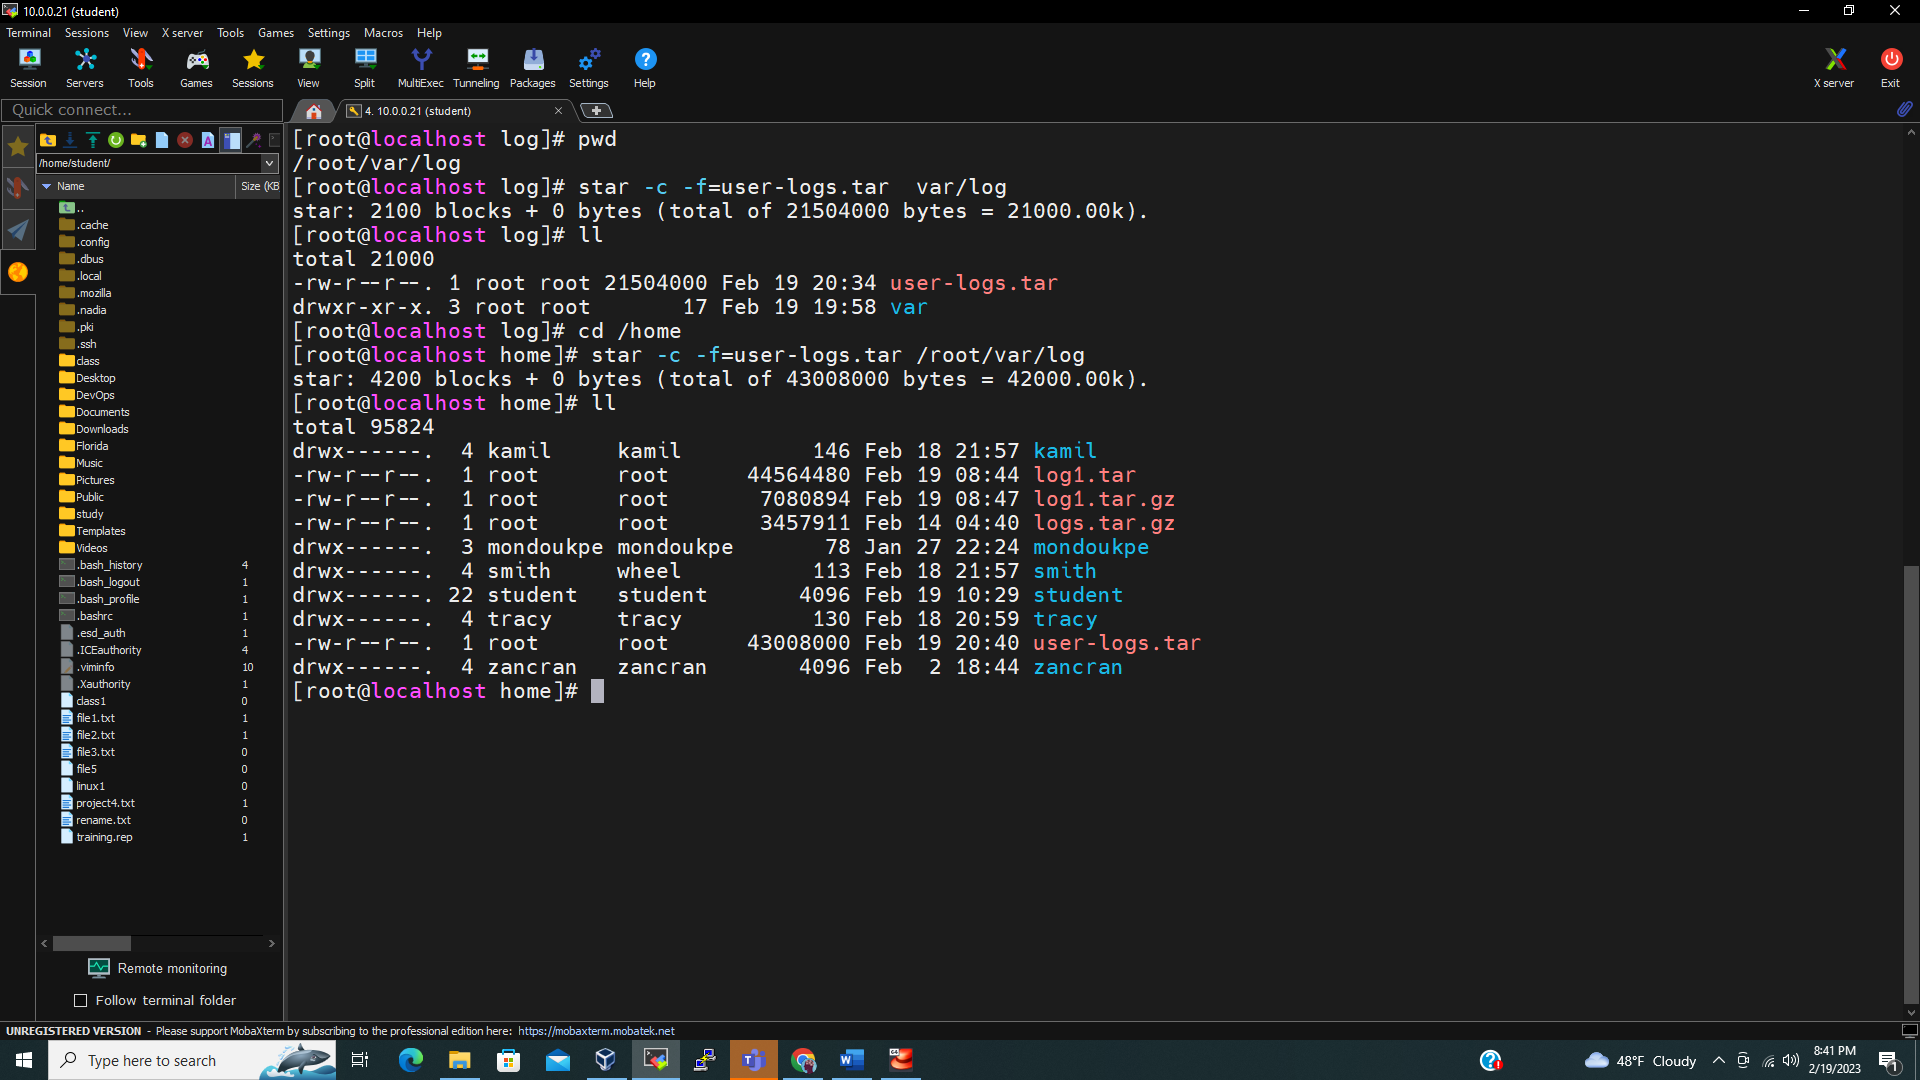 10.0.0.21 (student)
Terminal Sessions View X server Tools Games Settings Macros Help
Session Servers Tools Games Sessions View Split MultiExec Tunneling Packages Settings Help X server Exit
Quick connect...
4. 10.0.0.21 (student)
/home/student/
Name Size (KB
..
.cache
.config
.dbus
.local
.mozilla
.nadia
.pki
.ssh
class
Desktop
DevOps
Documents
Downloads
Florida
Music
Pictures
Public
study
Templates
Videos
.bash_history 4
.bash_logout 1
.bash_profile 1
.bashrc 1
.esd_auth 1
.ICEauthority 4
.viminfo 10
.Xauthority 1
class1 0
file1.txt 1
file2.txt 1
file3.txt 0
file5 0
linux1 0
project4.txt 1
rename.txt 0
training.rep 1
Remote monitoring
Follow terminal folder
[root@localhost log]# pwd
/root/var/log
[root@localhost log]# star -c -f=user-logs.tar  var/log
star: 2100 blocks + 0 bytes (total of 21504000 bytes = 21000.00k).
[root@localhost log]# ll
total 21000
-rw-r--r--. 1 root root 21504000 Feb 19 20:34 user-logs.tar
drwxr-xr-x. 3 root root       17 Feb 19 19:58 var
[root@localhost log]# cd /home
[root@localhost home]# star -c -f=user-logs.tar /root/var/log
star: 4200 blocks + 0 bytes (total of 43008000 bytes = 42000.00k).
[root@localhost home]# ll
total 95824
drwx------.  4 kamil     kamil          146 Feb 18 21:57 kamil
-rw-r--r--.  1 root      root      44564480 Feb 19 08:44 log1.tar
-rw-r--r--.  1 root      root       7080894 Feb 19 08:47 log1.tar.gz
-rw-r--r--.  1 root      root       3457911 Feb 14 04:40 logs.tar.gz
drwx------.  3 mondoukpe mondoukpe       78 Jan 27 22:24 mondoukpe
drwx------.  4 smith     wheel          113 Feb 18 21:57 smith
drwx------. 22 student   student       4096 Feb 19 10:29 student
drwx------.  4 tracy     tracy          130 Feb 18 20:59 tracy
-rw-r--r--.  1 root      root      43008000 Feb 19 20:40 user-logs.tar
drwx------.  4 zancran   zancran       4096 Feb  2 18:44 zancran
[root@localhost home]#
UNREGISTERED VERSION - Please support MobaXterm by subscribing to the professional edition here: https://mobaxterm.mobatek.net
Type here to search
48°F Cloudy
8:41 PM
2/19/2023
1